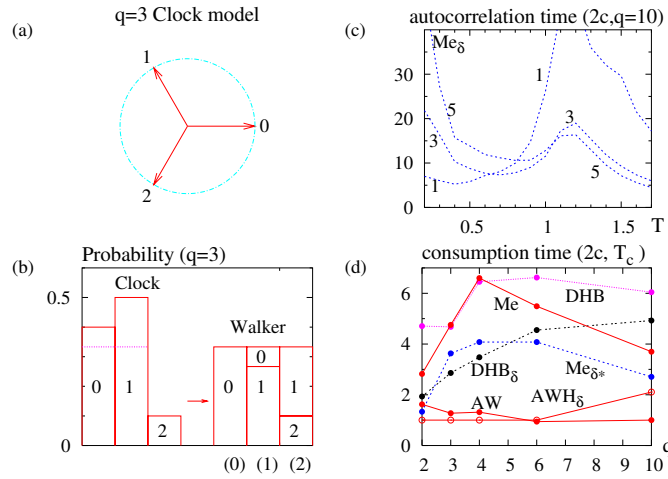 q=3 Clock model
(a)
1
0
2
(c)
autocorrelation time (2c,q=10)
Me_δ
1
5
3
3
5
1
30
20
10
0
0.5
1
1.5
T
(b)
Probability (q=3)
Clock
Walker
0.5
0
0
1
2
0
0
1
1
2
(0)
(1)
(2)
(d)
consumption time (2c, T_c )
Me
DHB
DHB_δ
Me_δ*
AW
AWH_δ
6
4
2
0
2
3
4
5
6
7
8
9
10